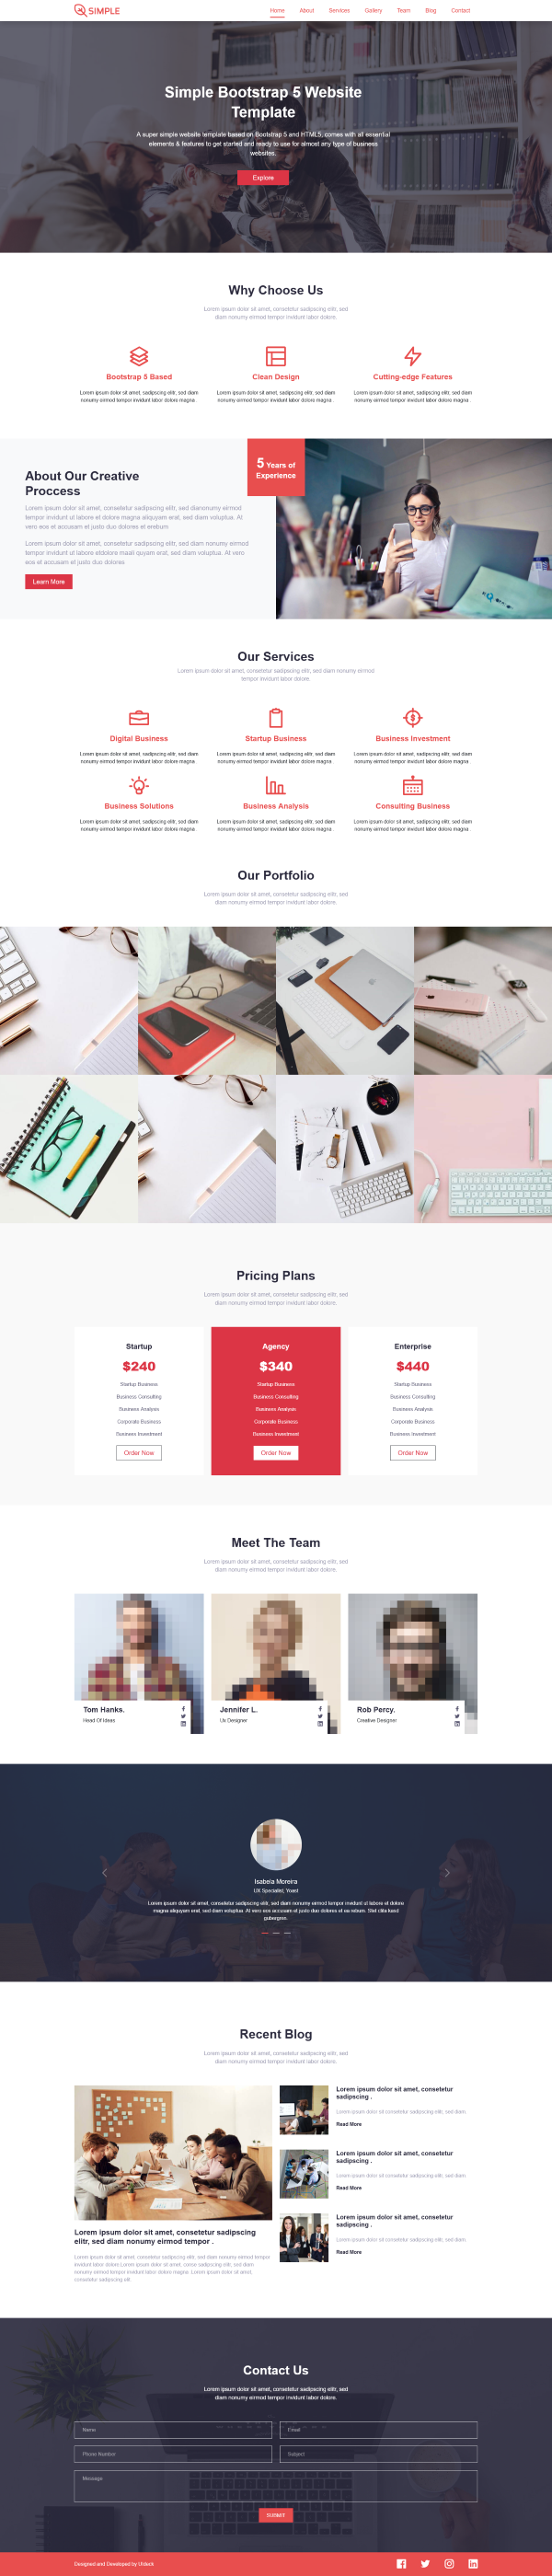 SIMPLE
Home About Services Gallery Team Blog Contact
Simple Bootstrap 5 Website
Template
A super simple website template based on Bootstrap 5 and HTML5, comes with all essential
elements & features to get started and ready to use for almost any type of business
websites.
Explore
Why Choose Us
Lorem ipsum dolor sit amet, consetetur sadipscing elitr, sed
diam nonumy eirmod tempor invidunt labor dolore.
Bootstrap 5 Based
Lorem ipsum dolor sit amet, sadipscing elitr, sed diam
nonumy eirmod tempor invidunt labor dolore magna .
Clean Design
Lorem ipsum dolor sit amet, sadipscing elitr, sed diam
nonumy eirmod tempor invidunt labor dolore magna .
Cutting-edge Features
Lorem ipsum dolor sit amet, sadipscing elitr, sed diam
nonumy eirmod tempor invidunt labor dolore magna .
About Our Creative
Proccess
Lorem ipsum dolor sit amet, consetetur sadipscing elitr, sed dianonumy eirmod
tempor invidunt ut labore et dolore magna aliquyam erat, sed diam voluptua. At
vero eos et accusam et justo duo dolores et erebum
Lorem ipsum dolor sit amet, consetetur sadipscing elitr, sed diam nonumy eirmod
tempor invidunt ut labore etdolore maall quyam erat, sed diam voluptua. At vero
eos et accusam et justo duo dolores
Learn More
5 Years of
Experience
Our Services
Lorem ipsum dolor sit amet, consetetur sadipscing elitr, sed diam nonumy eirmod
tempor invidunt labor dolore.
Digital Business
Lorem ipsum dolor sit amet, sadipscing elitr, sed diam
nonumy eirmod tempor invidunt labor dolore magna.
Startup Business
Lorem ipsum dolor sit amet, sadipscing elitr, sed diam
nonumy eirmod tempor invidunt labor dolore magna .
Business Investment
Lorem ipsum dolor sit amet, sadipscing elitr, sed diam
nonumy eirmod tempor invidunt labor dolore magna .
Business Solutions
Lorem ipsum dolor sit amet, sadipscing elitr, sed diam
nonumy eirmod tempor invidunt labor dolore magna.
Business Analysis
Lorem ipsum dolor sit amet, sadipscing elitr, sed diam
nonumy eirmod tempor invidunt labor dolore magna .
Consulting Business
Lorem ipsum dolor sit amet, sadipscing elitr, sed diam
nonumy eirmod tempor invidunt labor dolore magna .
Our Portfolio
Lorem ipsum dolor sit amet, consetetur sadipscing elitr, sed
diam nonumy eirmod tempor invidunt labor dolore.
Pricing Plans
Lorem ipsum dolor sit amet, consetetur sadipscing elitr, sed
diam nonumy eirmod tempor invidunt labor dolore.
Startup
$240
Startup Business
Business Consulting
Business Analysis
Corporate Business
Business Investment
Order Now
Agency
$340
Startup Business
Business Consulting
Business Analysis
Corporate Business
Business Investment
Order Now
Enterprise
$440
Startup Business
Business Consulting
Business Analysis
Corporate Business
Business Investment
Order Now
Meet The Team
Lorem ipsum dolor sit amet, consetetur sadipscing elitr, sed
diam nonumy eirmod tempor invidunt labor dolore.
Tom Hanks.
Head Of Ideas
Jennifer L.
Ux Designer
Rob Percy.
Creative Designer
Isabela Moreira
UX Specialist, Yoast
Lorem ipsum dolor sit amet, consetetur sadipscing elitr, sed diam nonumy eirmod tempor invidunt ut labore et dolore
magna aliquyam erat, sed diam voluptua. At vero eos accusam et justo duo dolores et ea rebum. Stet clita kasd
gubergren.
Recent Blog
Lorem ipsum dolor sit amet, consetetur sadipscing elitr, sed
diam nonumy eirmod tempor invidunt labor dolore.
Lorem ipsum dolor sit amet, consetetur sadipscing
elitr, sed diam nonumy eirmod tempor .
Lorem ipsum dolor sit amet, consetetur sadipscing elitr, sed diam nonumy eirmod tempor
invidunt labor dolore Lorem ipsum dolor sit amet, conse sadipscing elitr, sed diam
nonumy eirmod tempor invidunt labor dolore magna. Lorem ipsum dolor sit amet,
consetetur sadipscing elit
Lorem ipsum dolor sit amet, consetetur
sadipscing .
Lorem ipsum dolor sit consetetur sadipscing elitr, sed diam.
Read More
Lorem ipsum dolor sit amet, consetetur
sadipscing .
Lorem ipsum dolor sit consetetur sadipscing elitr, sed diam.
Read More
Lorem ipsum dolor sit amet, consetetur
sadipscing .
Lorem ipsum dolor sit consetetur sadipscing elitr, sed diam.
Read More
Contact Us
Lorem ipsum dolor sit amet, consetetur sadipscing elitr, sed
diam nonumy eirmod tempor invidunt labor dolore.
Name
Email
Phone Number
Subject
Message
SUBMIT
Designed and Developed by UIdeck